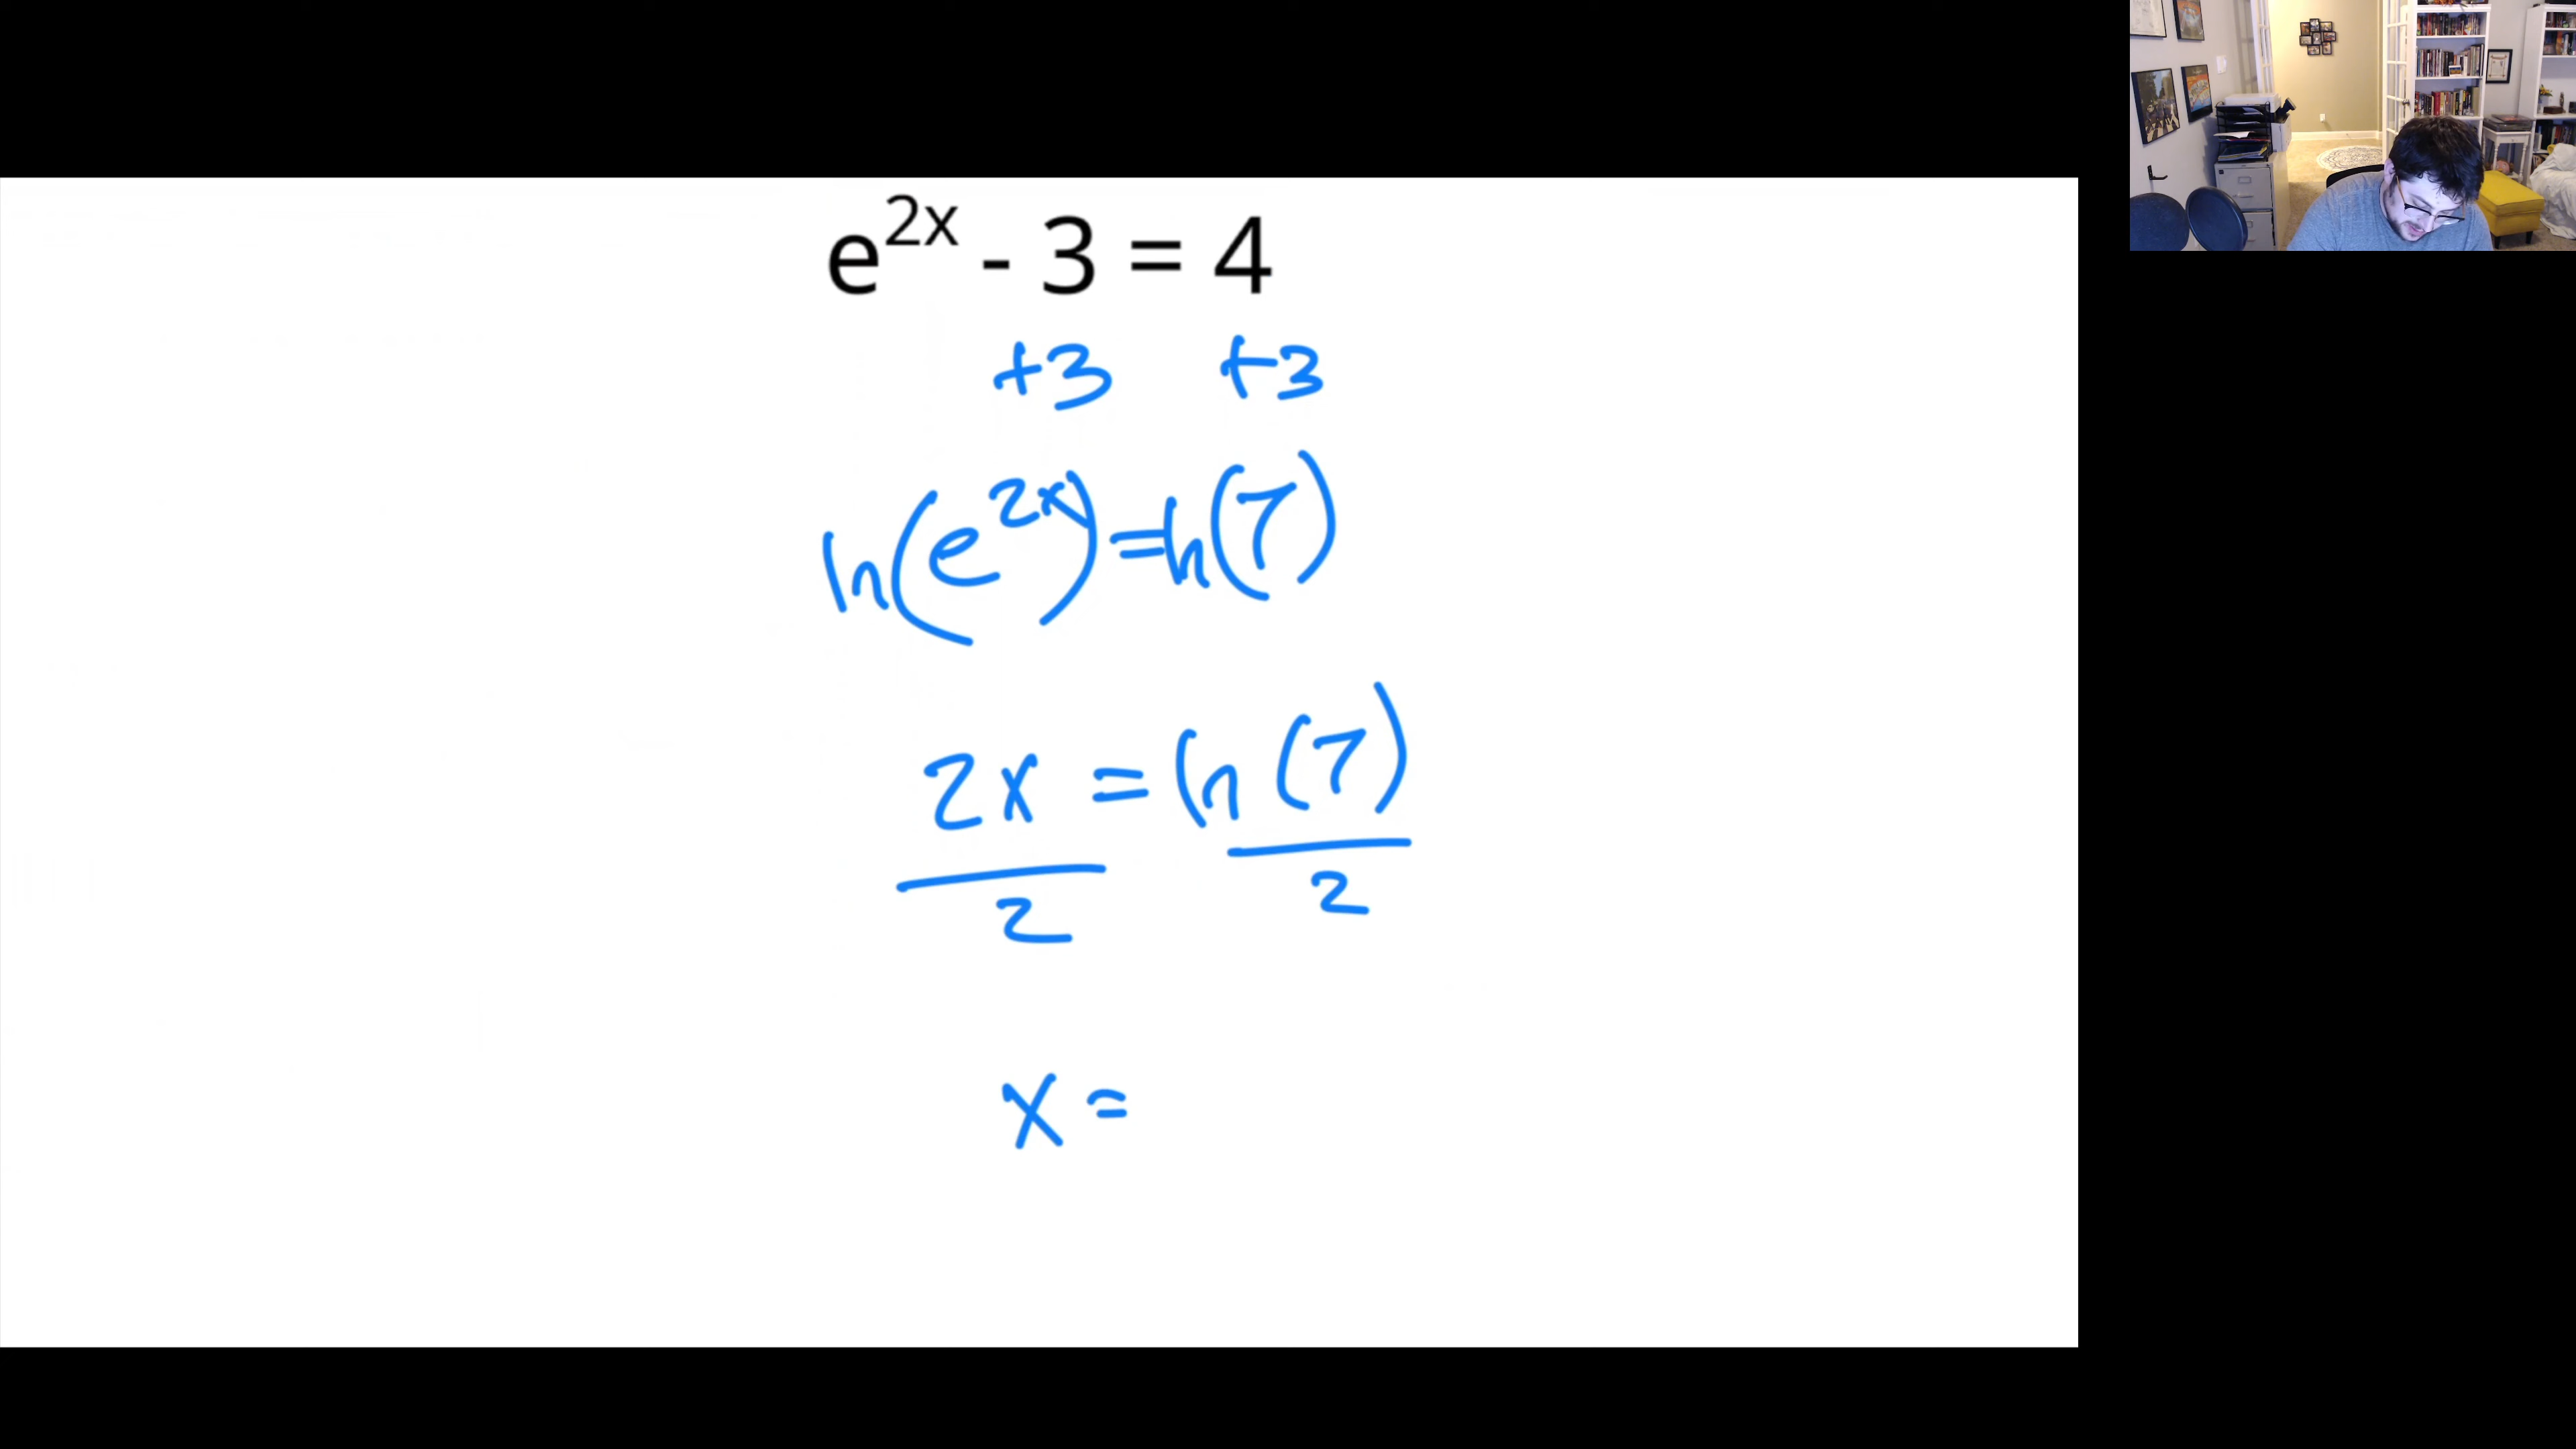 e^2x - 3 = 4
+3 +3
ln(e^2x) = ln(7)
2x = ln(7)
2 2
x =